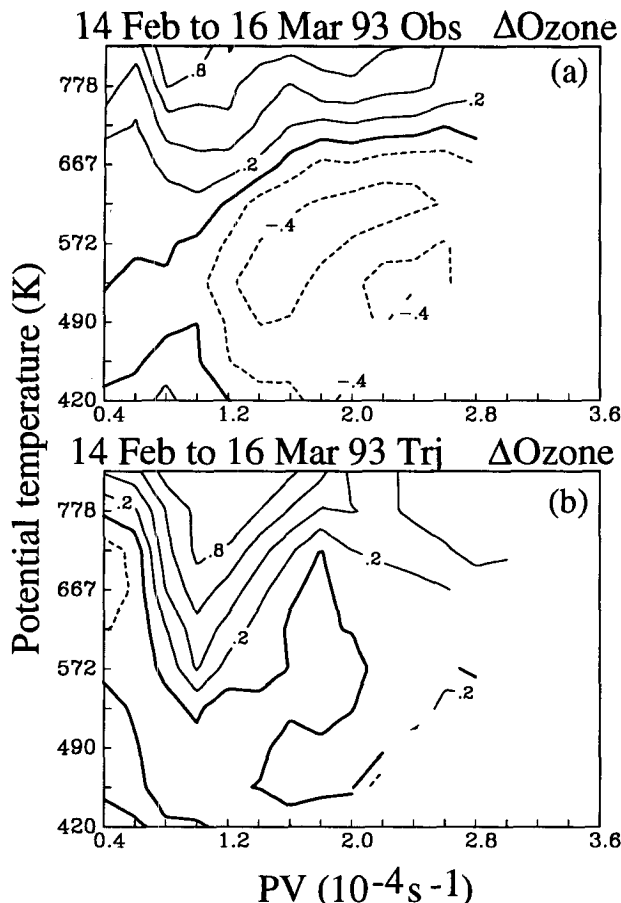 14 Feb to 16 Mar 93 Obs ΔOzone
(a)
.8
778
.2
667
.2
-.4
572
490
-.4
-.4
420
0.4 1.2 2.0 2.8 3.6
14 Feb to 16 Mar 93 Trj ΔOzone
(b)
.2
778
.8
.2
667
.2
572
.2
490
420
0.4 1.2 2.0 2.8 3.6
Potential temperature (K)
PV (10-4s-1)